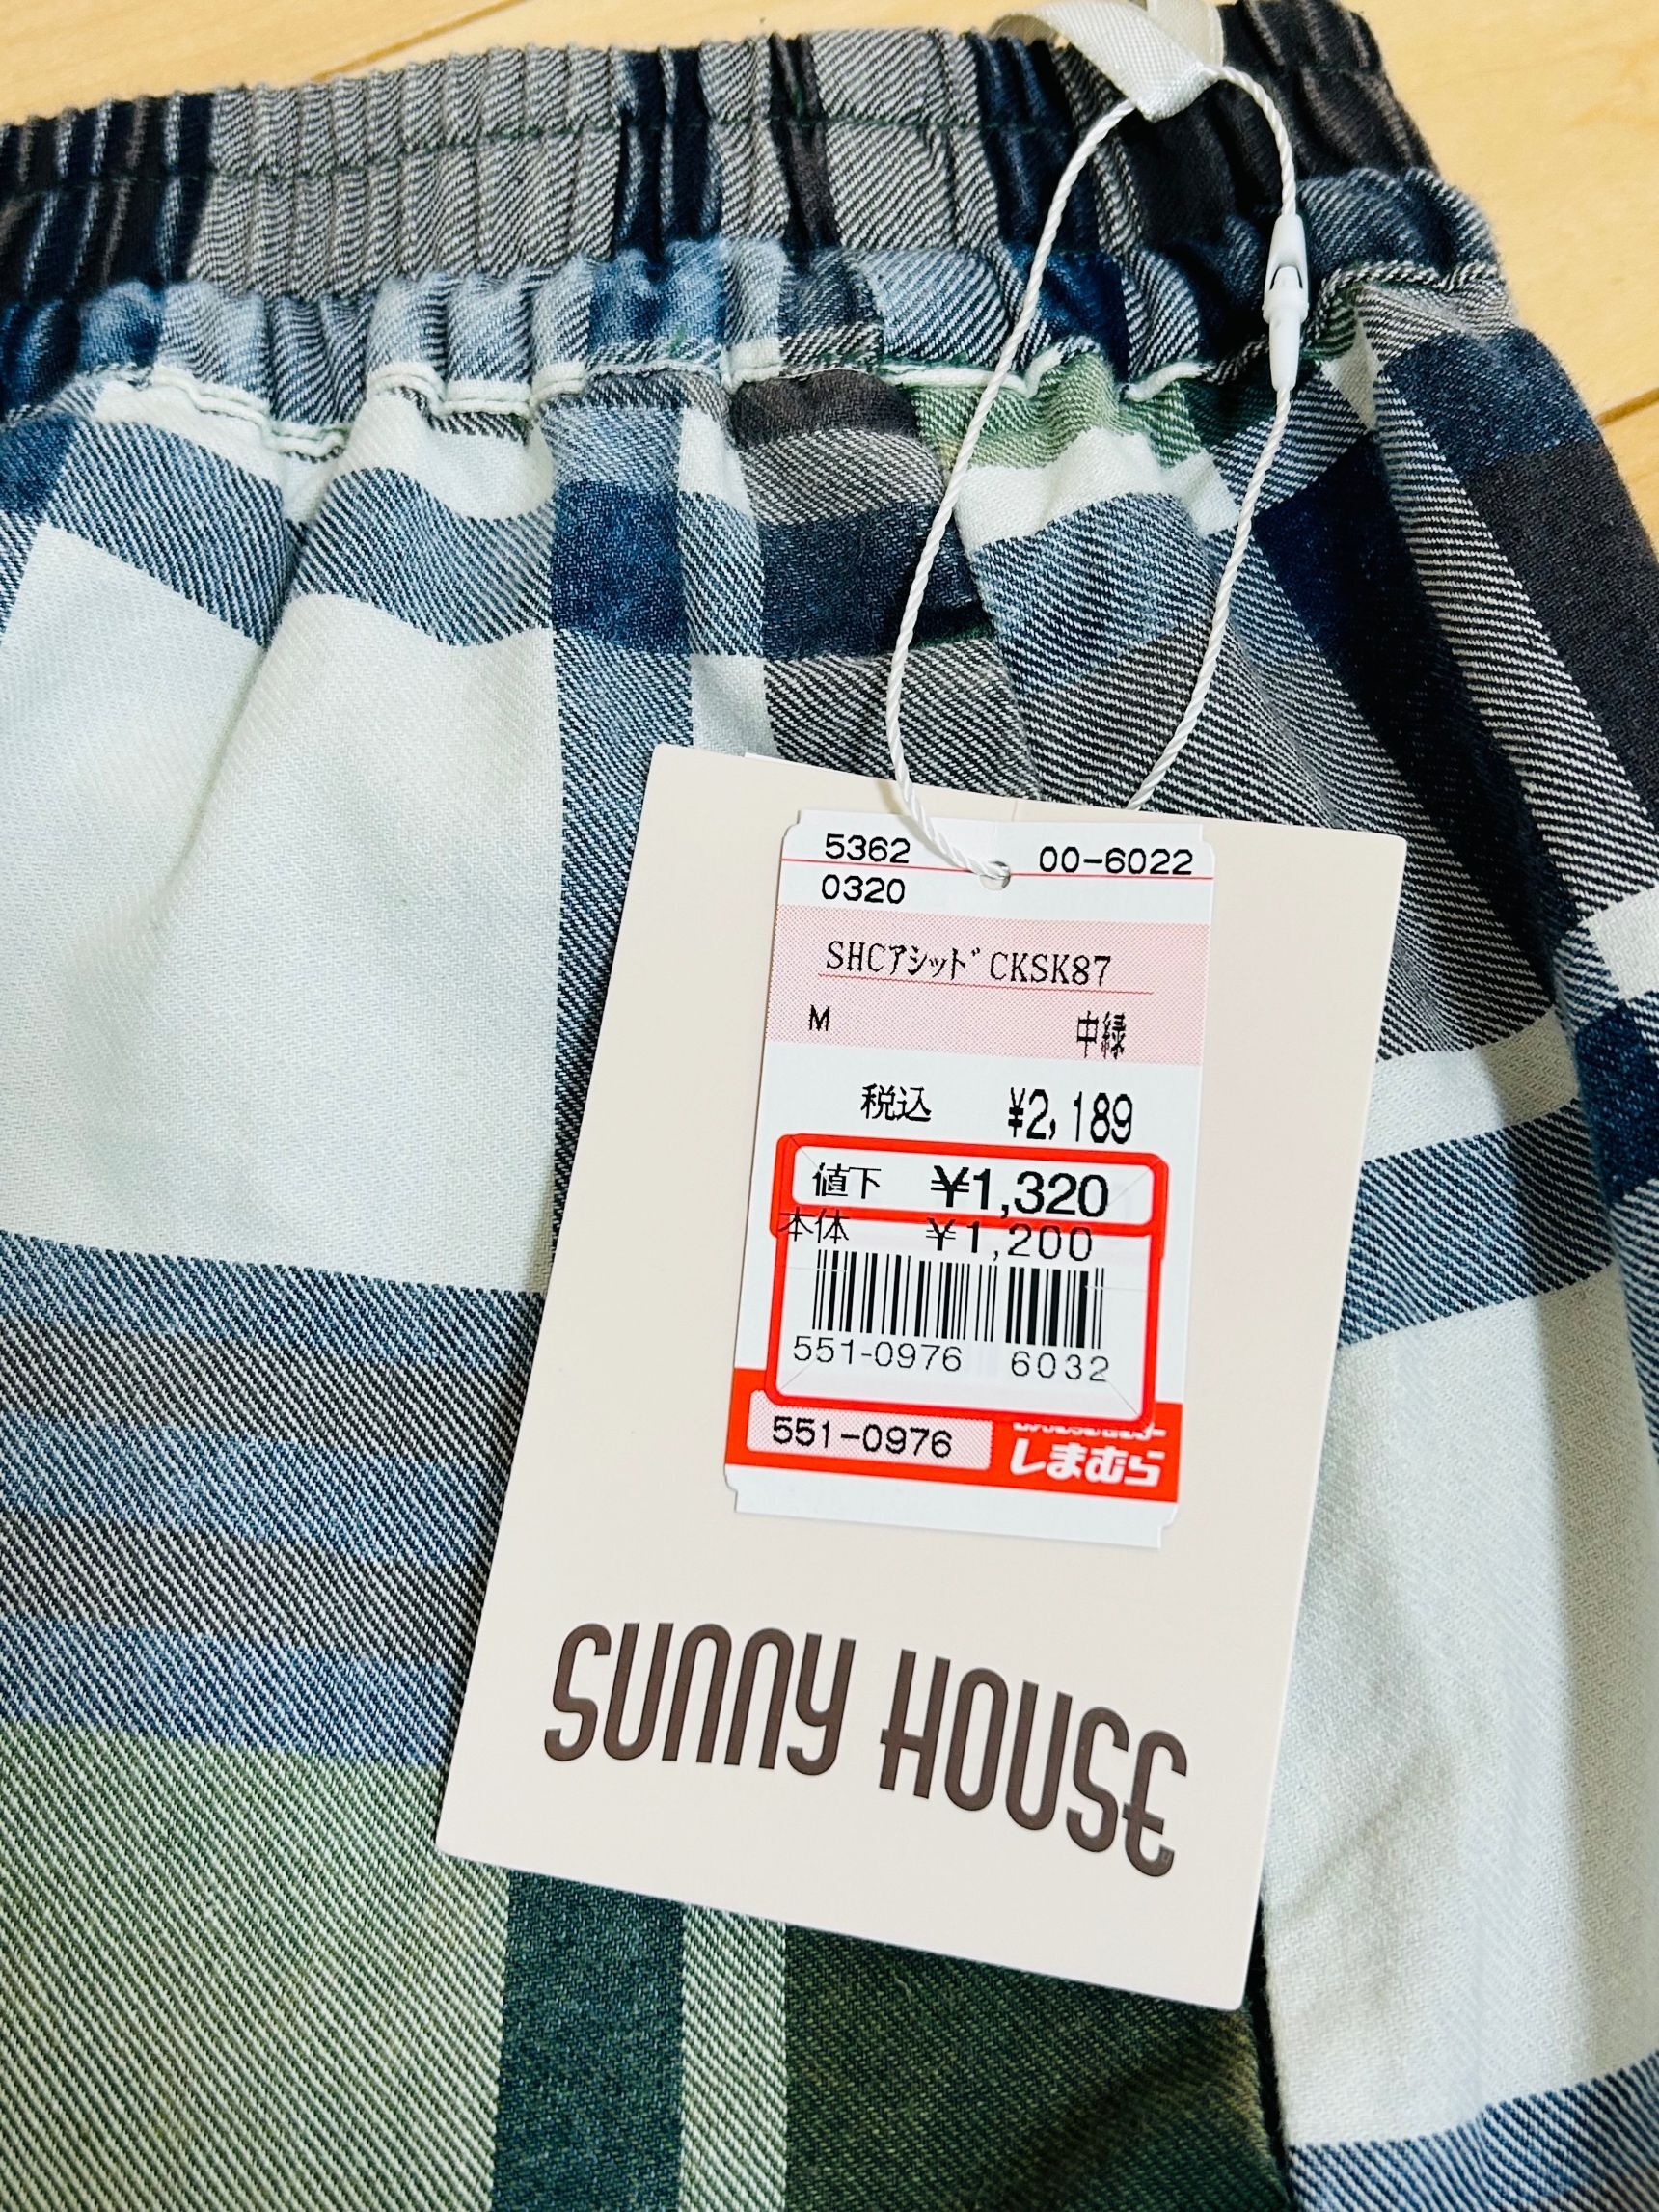 5362 00-6022
0320
SHCアシッドCKSK87
M 中緑
税込 ¥2,189
値下 ¥1,320
本体 ¥1,200
551-0976 6032
551-0976
しまむら
SUNNY HOUSE